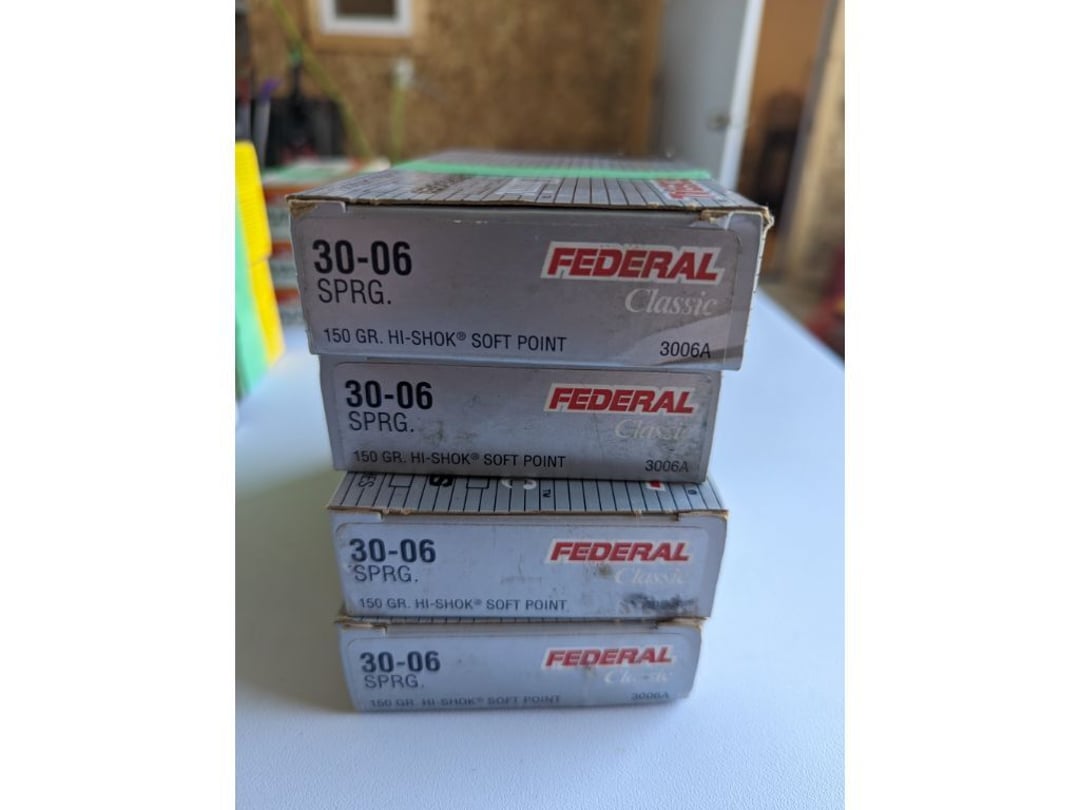 30-06
SPRG.
FEDERAL
Classic
150 GR. HI-SHOK® SOFT POINT
3006A
30-06
SPRG.
FEDERAL
Classic
150 GR. HI-SHOK® SOFT POINT
3006A
30-06
SPRG.
FEDERAL
Classic
150 GR. HI-SHOK® SOFT POINT
30-06
SPRG.
FEDERAL
Classic
150 GR. HI-SHOK® SOFT POINT
3006A